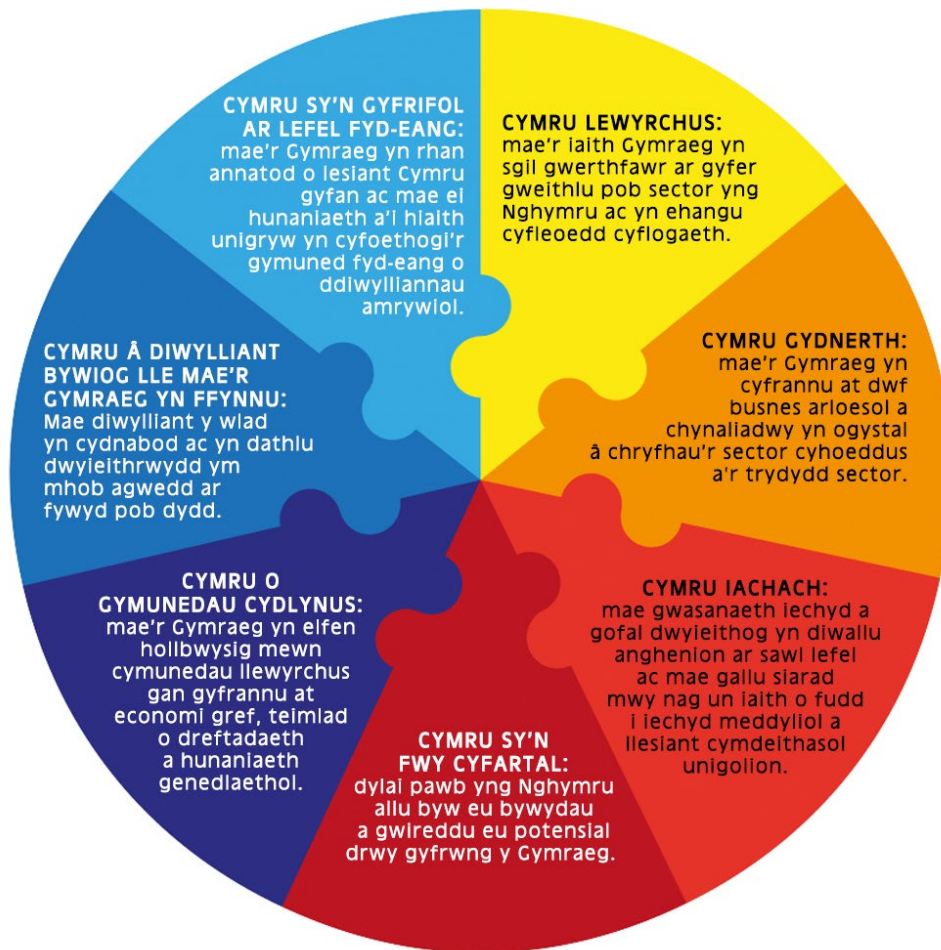 CYMRU SY'N GYFRIFOL
AR LEFEL FYD-EANG:
mae'r Gymraeg yn rhan
annatod o lesiant Cymru
gyfan ac mae ei
hunaniaeth a'i hiaith
unigryw yn cyfoethogi'r
gymuned fyd-eang o
ddiwylliannau
amrywiol.
CYMRU LEWYRCHUS:
mae'r iaith Gymraeg yn
sgil gwerthfawr ar gyfer
gweithlu pob sector yng
Nghymru ac yn ehangu
cyfleoedd cyflogaeth.
CYMRU GYDNERTH:
mae'r Gymraeg yn
cyfrannu at dwf
busnes arloesol a
chynaliadwy yn ogystal
â chryfhau'r sector cyhoeddus
a'r trydydd sector.
CYMRU IACHACH:
mae gwasanaeth iechyd a
gofal dwyieithog yn diwallu
anghenion ar sawl lefel
ac mae gallu siarad
mwy nag un iaith o fudd
i iechyd meddyliol a
llesiant cymdeithasol
unigolion.
CYMRU SY'N
FWY CYFARTAL:
dylai pawb yng Nghymru
allu byw eu bywydau
a gwireddu eu potensial
drwy gyfrwng y Gymraeg.
CYMRU O
GYMUNEDAU CYDLYNUS:
mae'r Gymraeg yn elfen
hollbwysig mewn
cymunedau llewyrchus
gan gyfrannu at
economi gref, teimlad
o dreftadaeth
a hunaniaeth
genedlaethol.
CYMRU Â DIWYLLIANT
BYWIOG LLE MAE'R
GYMRAEG YN FFYNNU:
Mae diwylliant y wlad
yn cydnabod ac yn dathlu
dwyieithrwydd ym
mhob agwedd ar
fywyd pob dydd.